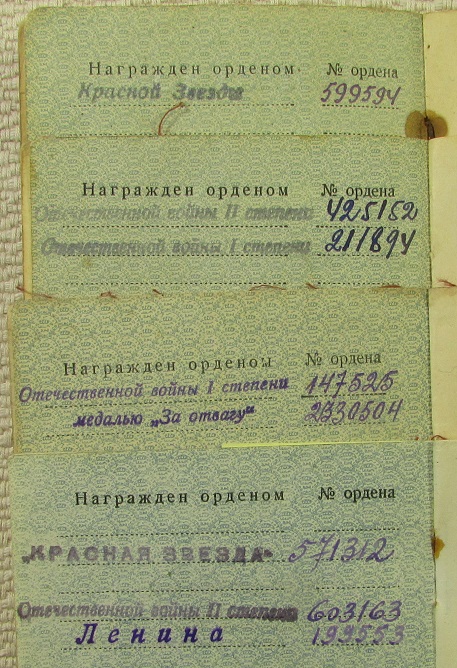 Награжден орденом № ордена
Красной Звезды 599594
Награжден орденом № ордена
Отечественной войны II степени 425152
Отечественной войны I степени 211894
Награжден орденом № ордена
Отечественной войны I степени 147525
медалью „За отвагу“ 2330504
Награжден орденом № ордена
„КРАСНАЯ ЗВЕЗДА“ 571312
Отечественной войны II степени 603163
Ленина 199553